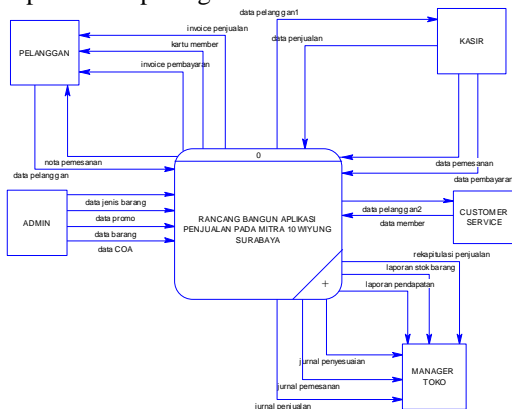 data pelanggan1
invoice penjualan
data penjualan
kartu member
PELANGGAN
KASIR
invoice pembayaran
0
nota pemesanan
data pelanggan
data pemesanan
data pembayaran
data jenis barang
data promo
data barang
data COA
ADMIN
RANCANG BANGUN APLIKASI
PENJUALAN PADA MITRA 10 WIYUNG
SURABAYA
data pelanggan2
data member
CUSTOMER
SERVICE
rekapitulasi penjualan
laporan stok barang
laporan pendapatan
+
jurnal penyesuaian
jurnal pemesanan
jurnal penjualan
MANAGER
TOKO